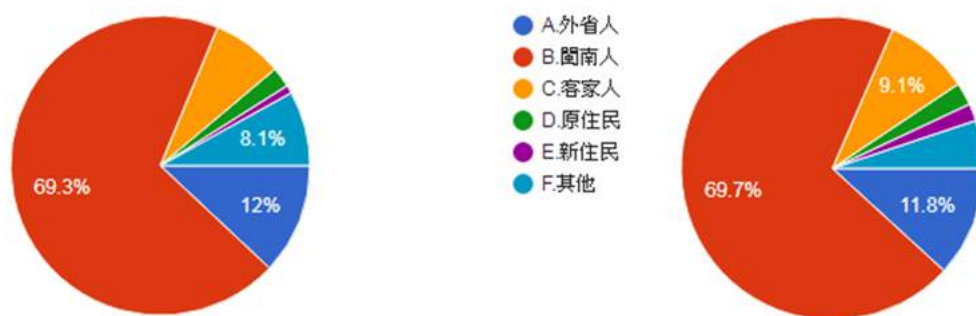 69.3%
8.1%
12%
A.外省人
B.閩南人
C.客家人
D.原住民
E.新住民
F.其他
9.1%
69.7%
11.8%